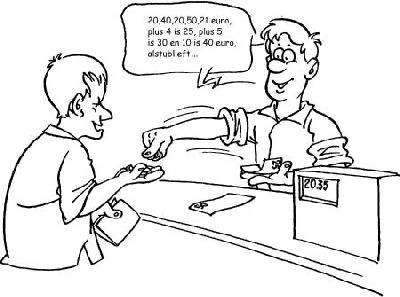 20,40,20,50,21 euro,
plus 4 is 25, plus 5
is 30 en 10 is 40 euro,
alstublieft...
20.35